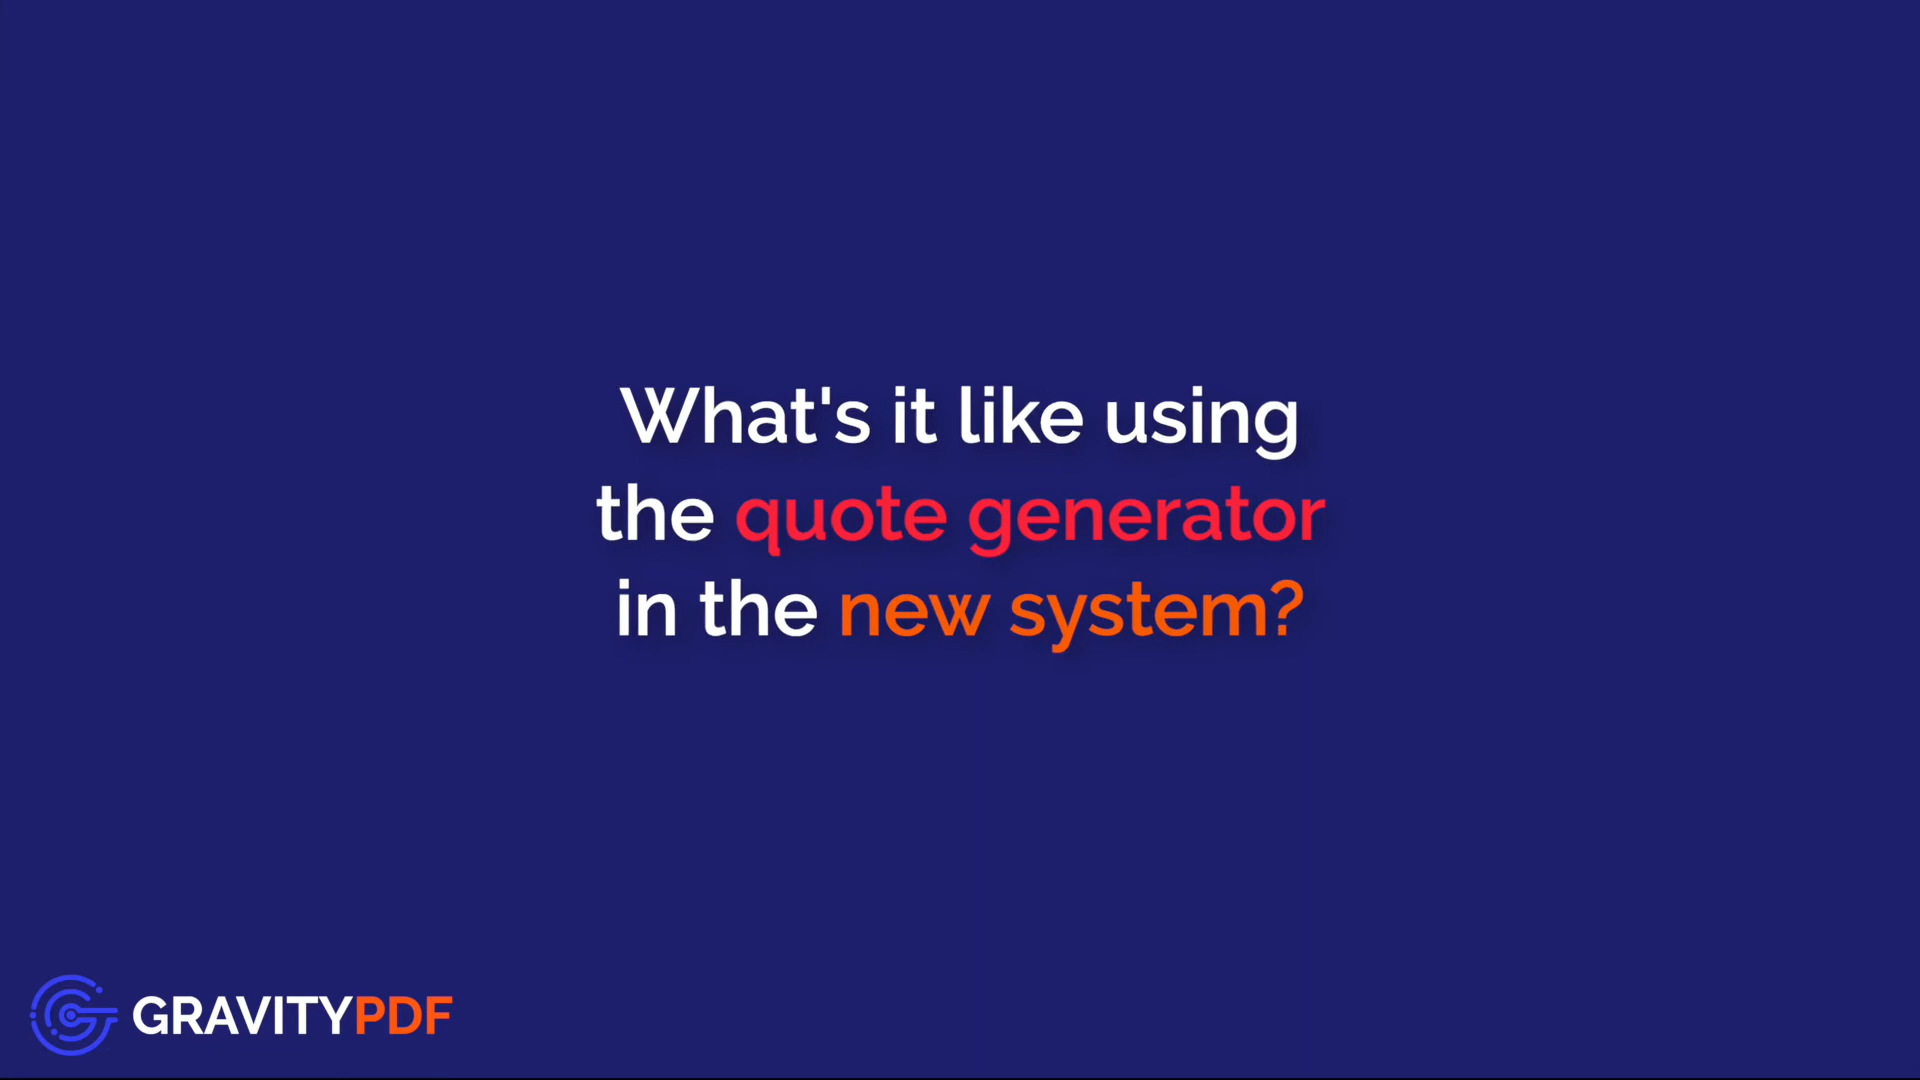 What's it like using
the quote generator
in the new system?
GRAVITYPDF